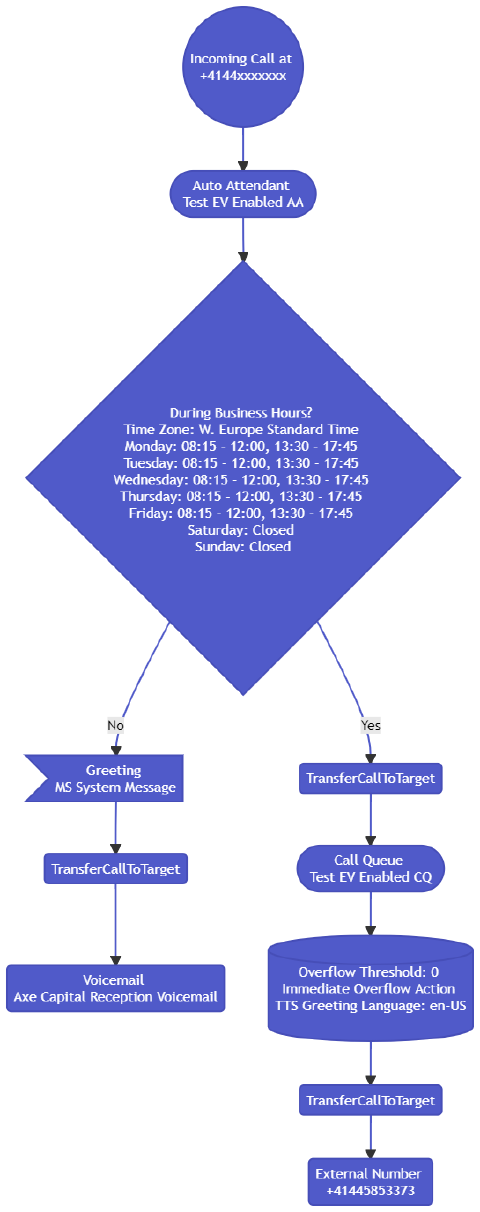 Incoming Call at
+4144xxxxxxx
Auto Attendant
Test EV Enabled AA
During Business Hours?
Time Zone: W. Europe Standard Time
Monday: 08:15 - 12:00, 13:30 - 17:45
Tuesday: 08:15 - 12:00, 13:30 - 17:45
Wednesday: 08:15 - 12:00, 13:30 - 17:45
Thursday: 08:15 - 12:00, 13:30 - 17:45
Friday: 08:15 - 12:00, 13:30 - 17:45
Saturday: Closed
Sunday: Closed
No
Greeting
MS System Message
TransferCallToTarget
Voicemail
Axe Capital Reception Voicemail
Yes
TransferCallToTarget
Call Queue
Test EV Enabled CQ
Overflow Threshold: 0
Immediate Overflow Action
TTS Greeting Language: en-US
TransferCallToTarget
External Number
+41445853373